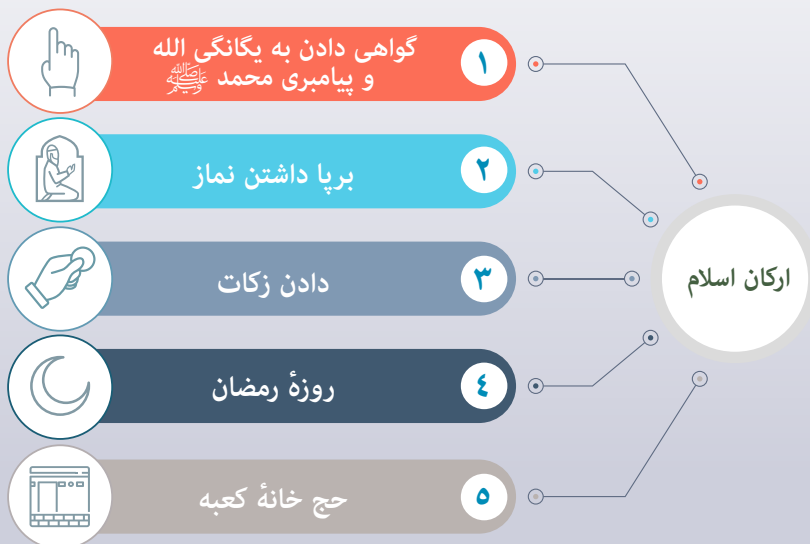 ارکان اسلام
۱
گواهی دادن به یگانگی الله
و پیامبری محمد ﷺ
۲
برپا داشتن نماز
۳
دادن زکات
٤
روزهٔ رمضان
۵
حج خانهٔ کعبه